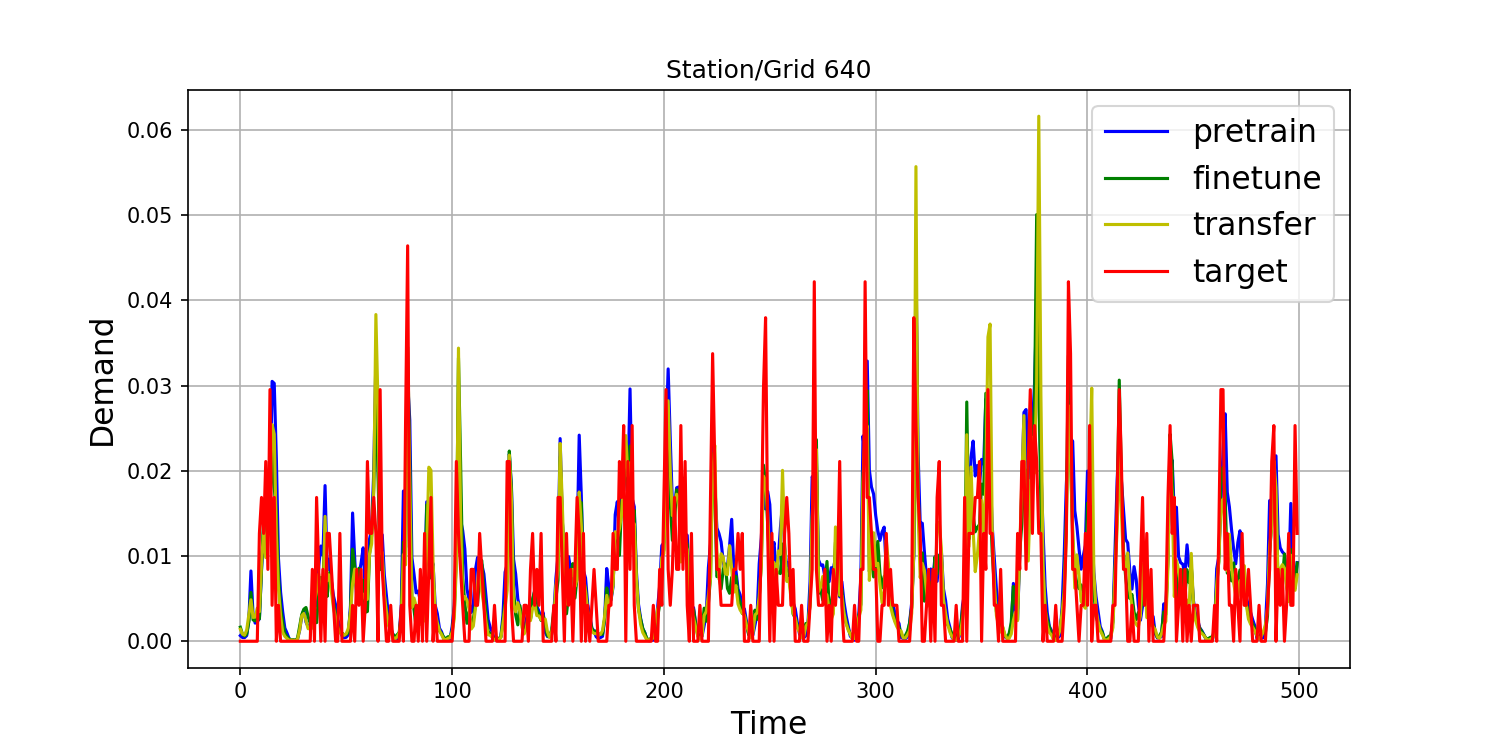 Station/Grid 640
Demand
0.06
0.05
0.04
0.03
0.02
0.01
0.00
pretrain
finetune
transfer
target
0 100 200 300 400 500
Time